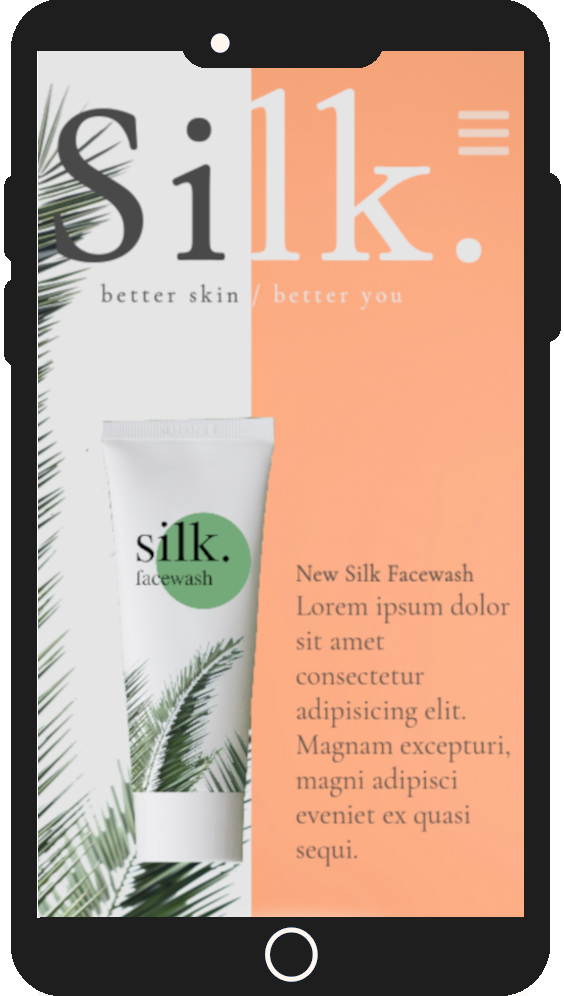 Silk.
better skin / better you
silk.
facewash
New Silk Facewash
Lorem ipsum dolor
sit amet
consectetur
adipisicing elit.
Magnam excepturi,
magni adipisci
eveniet ex quasi
sequi.